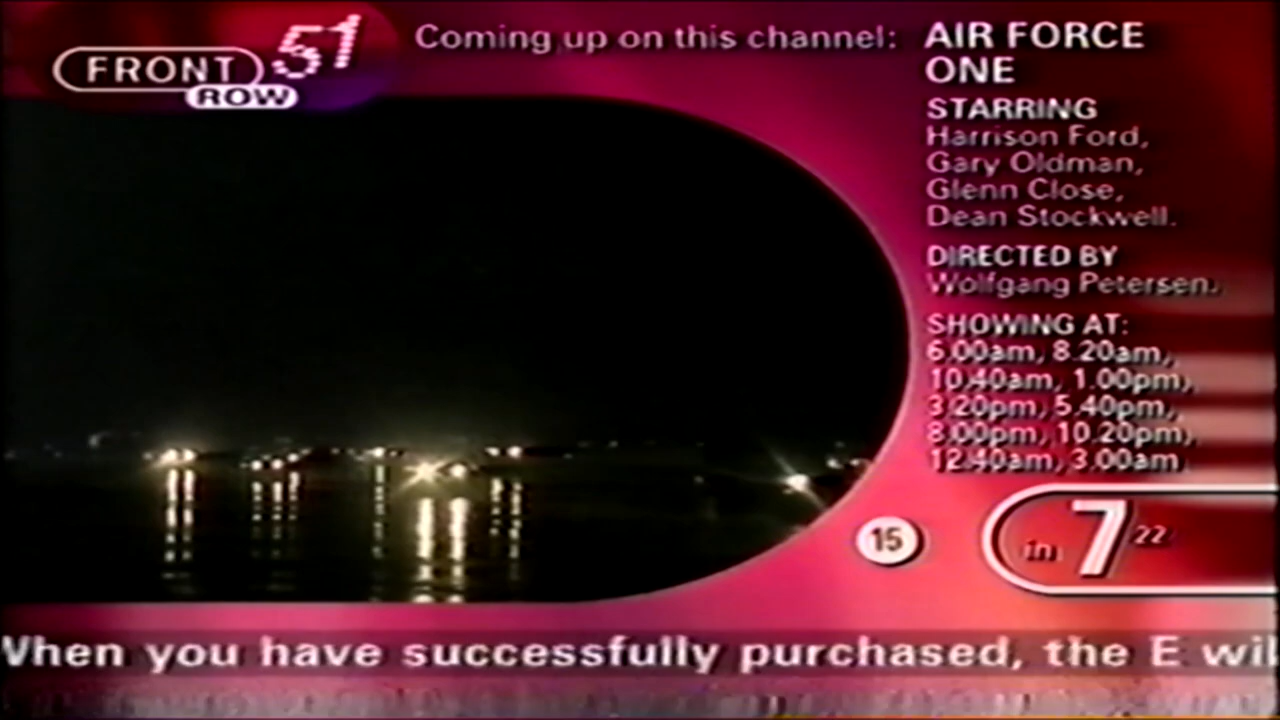 FRONT
ROW
51
Coming up on this channel:
AIR FORCE
ONE
STARRING
Harrison Ford,
Gary Oldman,
Glenn Close,
Dean Stockwell.
DIRECTED BY
Wolfgang Petersen.
SHOWING AT:
6.00am, 8.20am,
10.40am, 1.00pm,
3.20pm, 5.40pm,
8.00pm, 10.20pm,
12.40am, 3.00am
15
in 7 22
When you have successfully purchased, the E wil